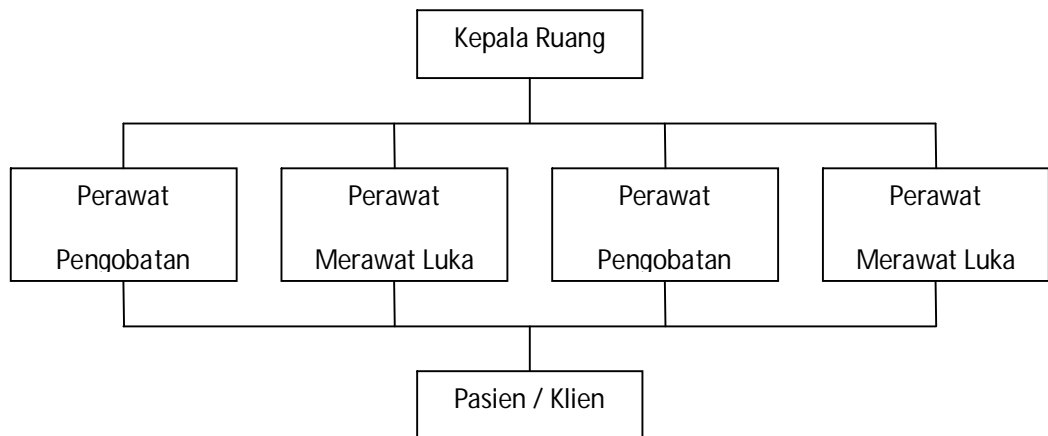 Kepala Ruang
Perawat
Pengobatan
Perawat
Merawat Luka
Perawat
Pengobatan
Perawat
Merawat Luka
Pasien / Klien